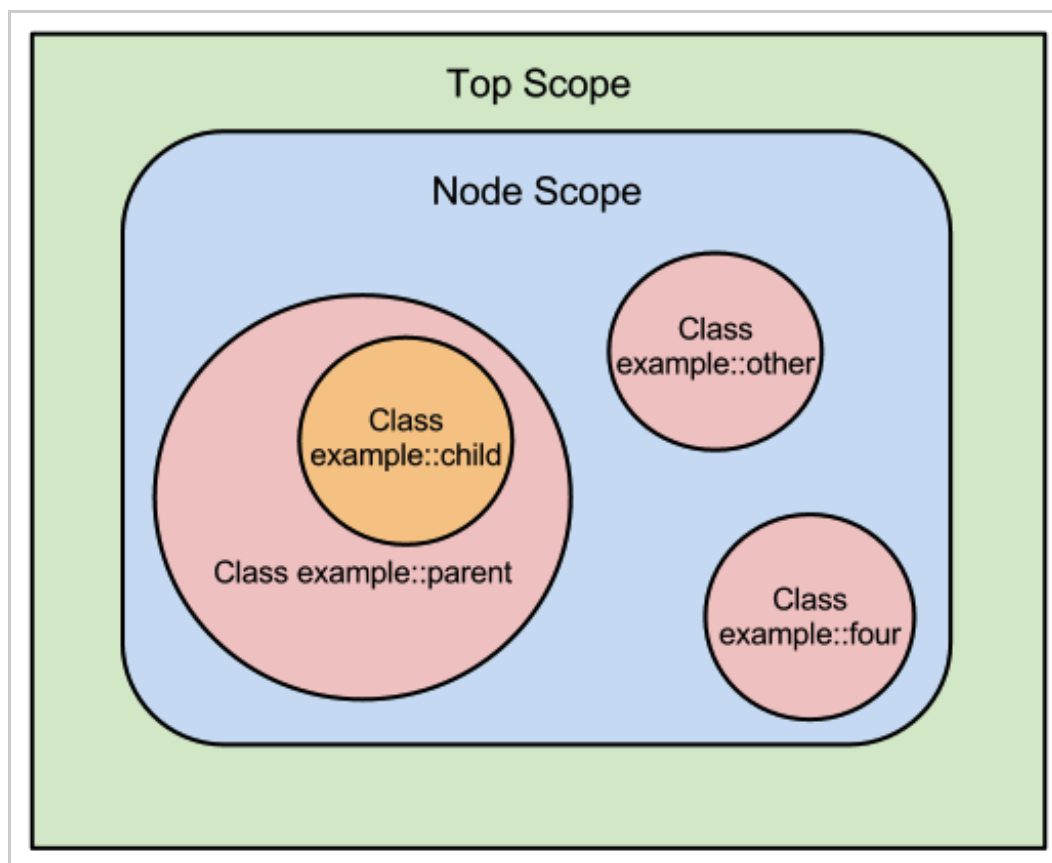 Top Scope
Node Scope
Class
example::other
Class
example::child
Class example::parent
Class
example::four